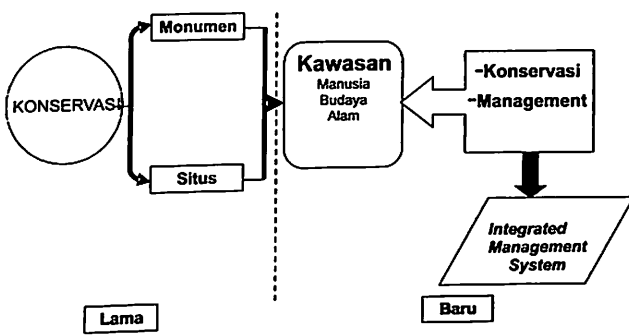 Monumen
KONSERVASI
Situs
Kawasan
Manusia
Budaya
Alam
-Konservasi
-Management
Integrated
Management
System
Lama
Baru